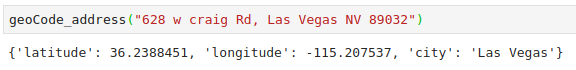 geoCode_address("628 w craig Rd, Las Vegas NV 89032")
{'latitude': 36.2388451, 'longitude': -115.207537, 'city': 'Las Vegas'}